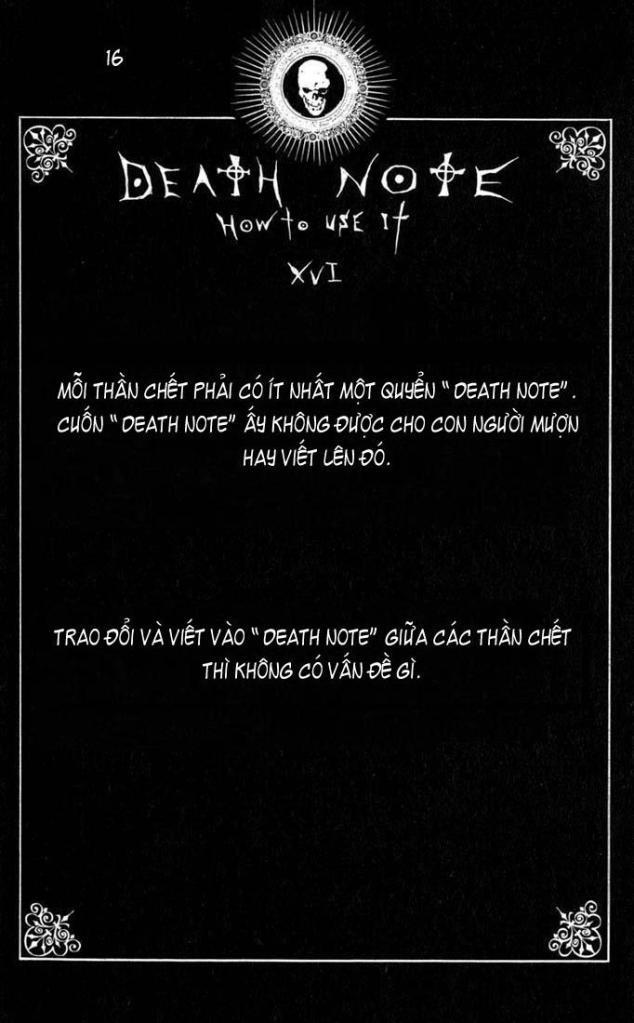 16
DEATH NOTE
HOW TO USE IT
XVI
MỖI THẦN CHẾT PHẢI CÓ ÍT NHẤT MỘT QUYỂN “ DEATH NOTE” .
CUỐN “ DEATH NOTE” ẤY KHÔNG ĐƯỢC CHO CON NGƯỜI MƯỢN
HAY VIẾT LÊN ĐÓ.
TRAO ĐỔI VÀ VIẾT VÀO “ DEATH NOTE” GIỮA CÁC THẦN CHẾT
THÌ KHÔNG CÓ VẤN ĐỀ GÌ.